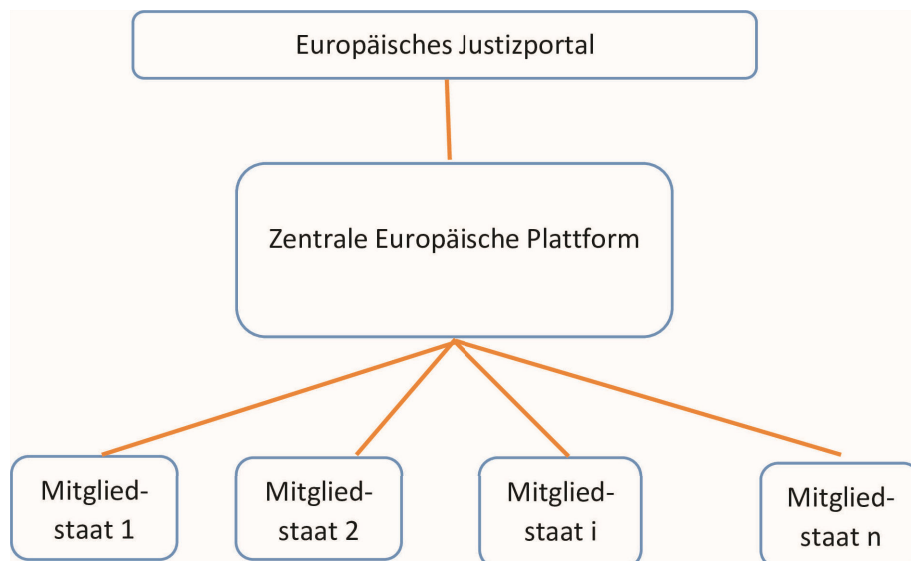 Europäisches Justizportal
Zentrale Europäische Plattform
Mitglied-
staat 1
Mitglied-
staat 2
Mitglied-
staat i
Mitglied-
staat n